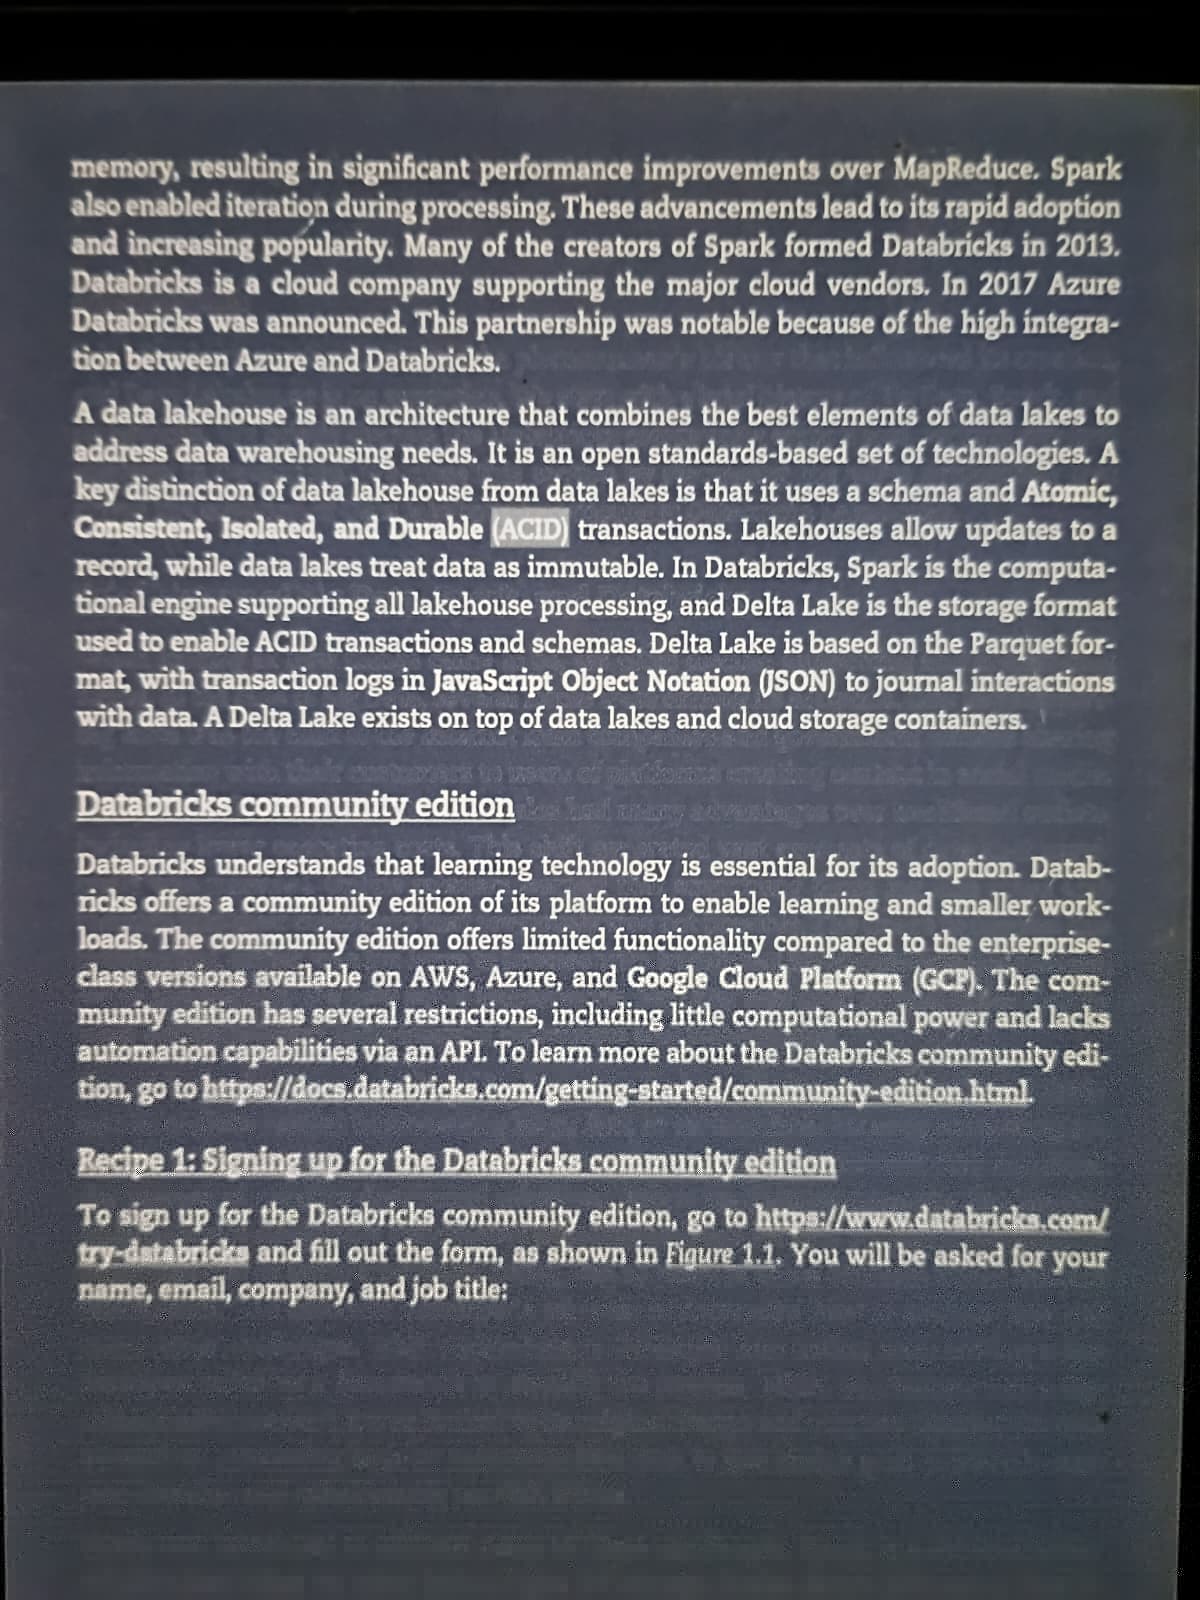 memory, resulting in significant performance improvements over MapReduce. Spark
also enabled iteration during processing. These advancements lead to its rapid adoption
and increasing popularity. Many of the creators of Spark formed Databricks in 2013.
Databricks is a cloud company supporting the major cloud vendors. In 2017 Azure
Databricks was announced. This partnership was notable because of the high integra-
tion between Azure and Databricks.
A data lakehouse is an architecture that combines the best elements of data lakes to
address data warehousing needs. It is an open standards-based set of technologies. A
key distinction of data lakehouse from data lakes is that it uses a schema and Atomic,
Consistent, Isolated, and Durable (ACID) transactions. Lakehouses allow updates to a
record, while data lakes treat data as immutable. In Databricks, Spark is the computa-
tional engine supporting all lakehouse processing, and Delta Lake is the storage format
used to enable ACID transactions and schemas. Delta Lake is based on the Parquet for-
mat, with transaction logs in JavaScript Object Notation (JSON) to journal interactions
with data. A Delta Lake exists on top of data lakes and cloud storage containers.
Databricks community edition
Databricks understands that learning technology is essential for its adoption. Datab-
ricks offers a community edition of its platform to enable learning and smaller work-
loads. The community edition offers limited functionality compared to the enterprise-
class versions available on AWS, Azure, and Google Cloud Platform (GCP). The com-
munity edition has several restrictions, including little computational power and lacks
automation capabilities via an API. To learn more about the Databricks community edi-
tion, go to https://docs.databricks.com/getting-started/community-edition.html.
Recipe 1: Signing up for the Databricks community edition
To sign up for the Databricks community edition, go to https://www.databricks.com/
try-databricks and fill out the form, as shown in Figure 1.1. You will be asked for your
name, email, company, and job title: